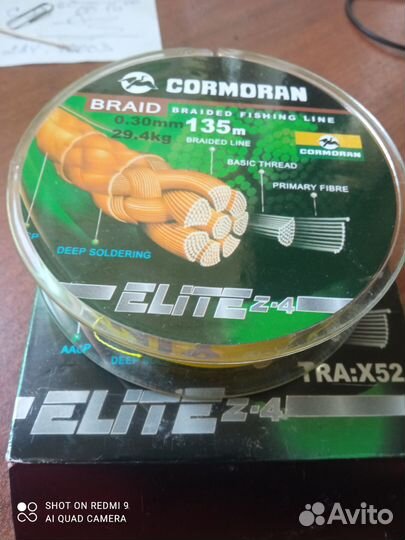 CORMORAN
BRAID BRAIDED FISHING LINE
0.30mm 135m
29.4kg
BRAIDED LINE
CORMORAN
BASIC THREAD
PRIMARY FIBRE
DEEP SOLDERING
ELITE Z-4
AACP
DEEP
TRA:X52
ELITE Z-4
SHOT ON REDMI 9
AI QUAD CAMERA
Avito